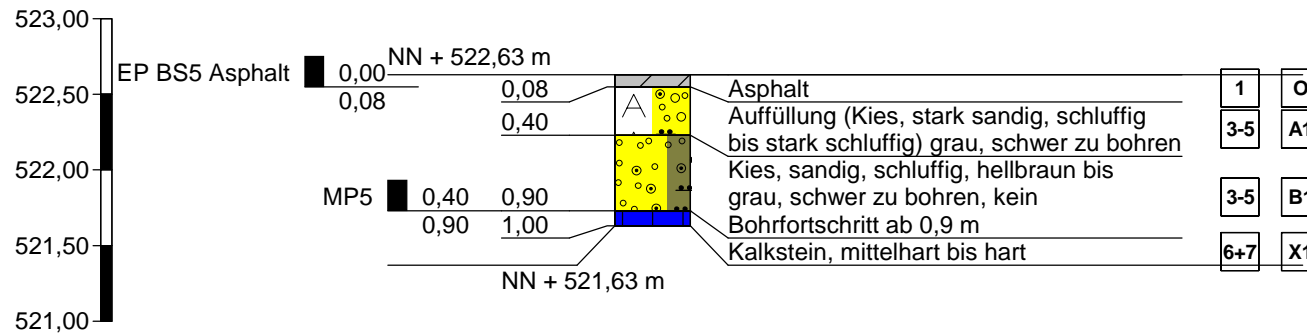 523,00
NN + 522,63 m
EP BS5 Asphalt 0,00
0,08
522,50
0,08 Asphalt 1 O
A Auffüllung (Kies, stark sandig, schluffig
0,40 bis stark schluffig) grau, schwer zu bohren 3-5 A1
522,00
Kies, sandig, schluffig, hellbraun bis
MP5 0,40 0,90 grau, schwer zu bohren, kein 3-5 B1
0,90 1,00 Bohrfortschritt ab 0,9 m
521,50
Kalkstein, mittelhart bis hart 6+7 X1
NN + 521,63 m
521,00